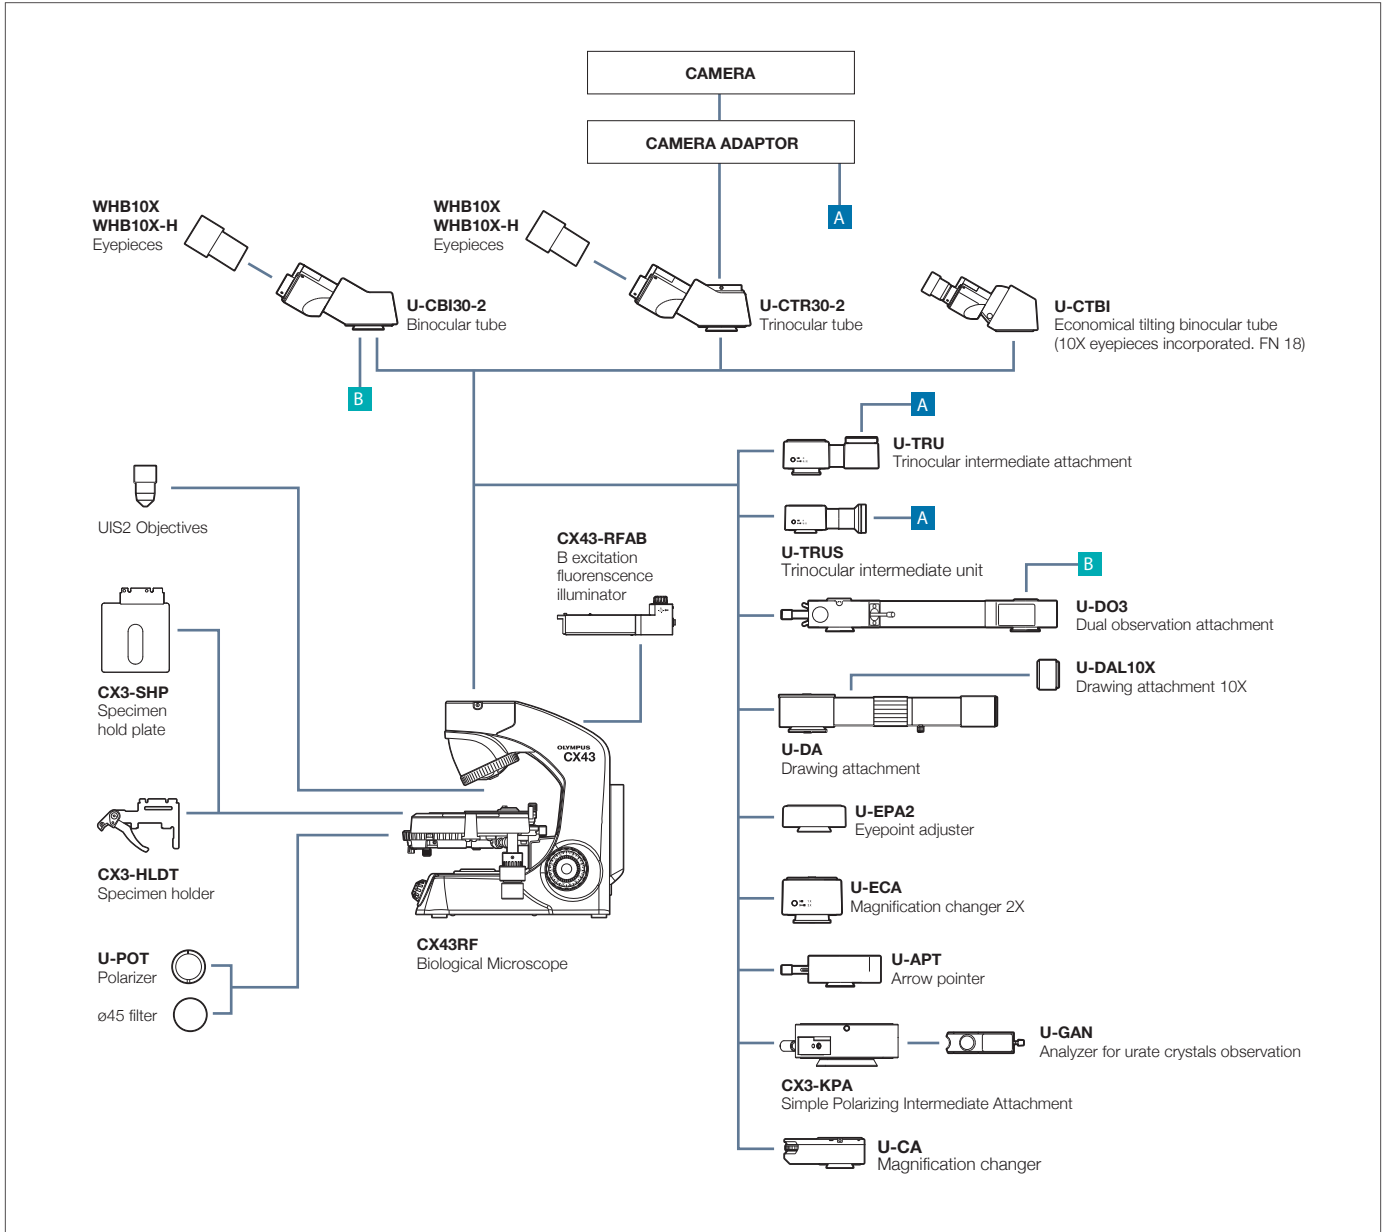 CAMERA
CAMERA ADAPTOR
A
WHB10X
WHB10X-H
Eyepieces
WHB10X
WHB10X-H
Eyepieces
U-CBI30-2
Binocular tube
U-CTR30-2
Trinocular tube
U-CTBI
Economical tilting binocular tube
(10X eyepieces incorporated. FN 18)
B
A
U-TRU
Trinocular intermediate attachment
UIS2 Objectives
A
CX43-RFAB
B excitation
fluorenscence
illuminator
U-TRUS
Trinocular intermediate unit
B
U-DO3
Dual observation attachment
CX3-SHP
Specimen
hold plate
U-DAL10X
Drawing attachment 10X
OLYMPUS
CX43
U-DA
Drawing attachment
U-EPA2
Eyepoint adjuster
CX3-HLDT
Specimen holder
U-ECA
Magnification changer 2X
CX43RF
Biological Microscope
U-POT
Polarizer
ø45 filter
U-APT
Arrow pointer
U-GAN
Analyzer for urate crystals observation
CX3-KPA
Simple Polarizing Intermediate Attachment
U-CA
Magnification changer